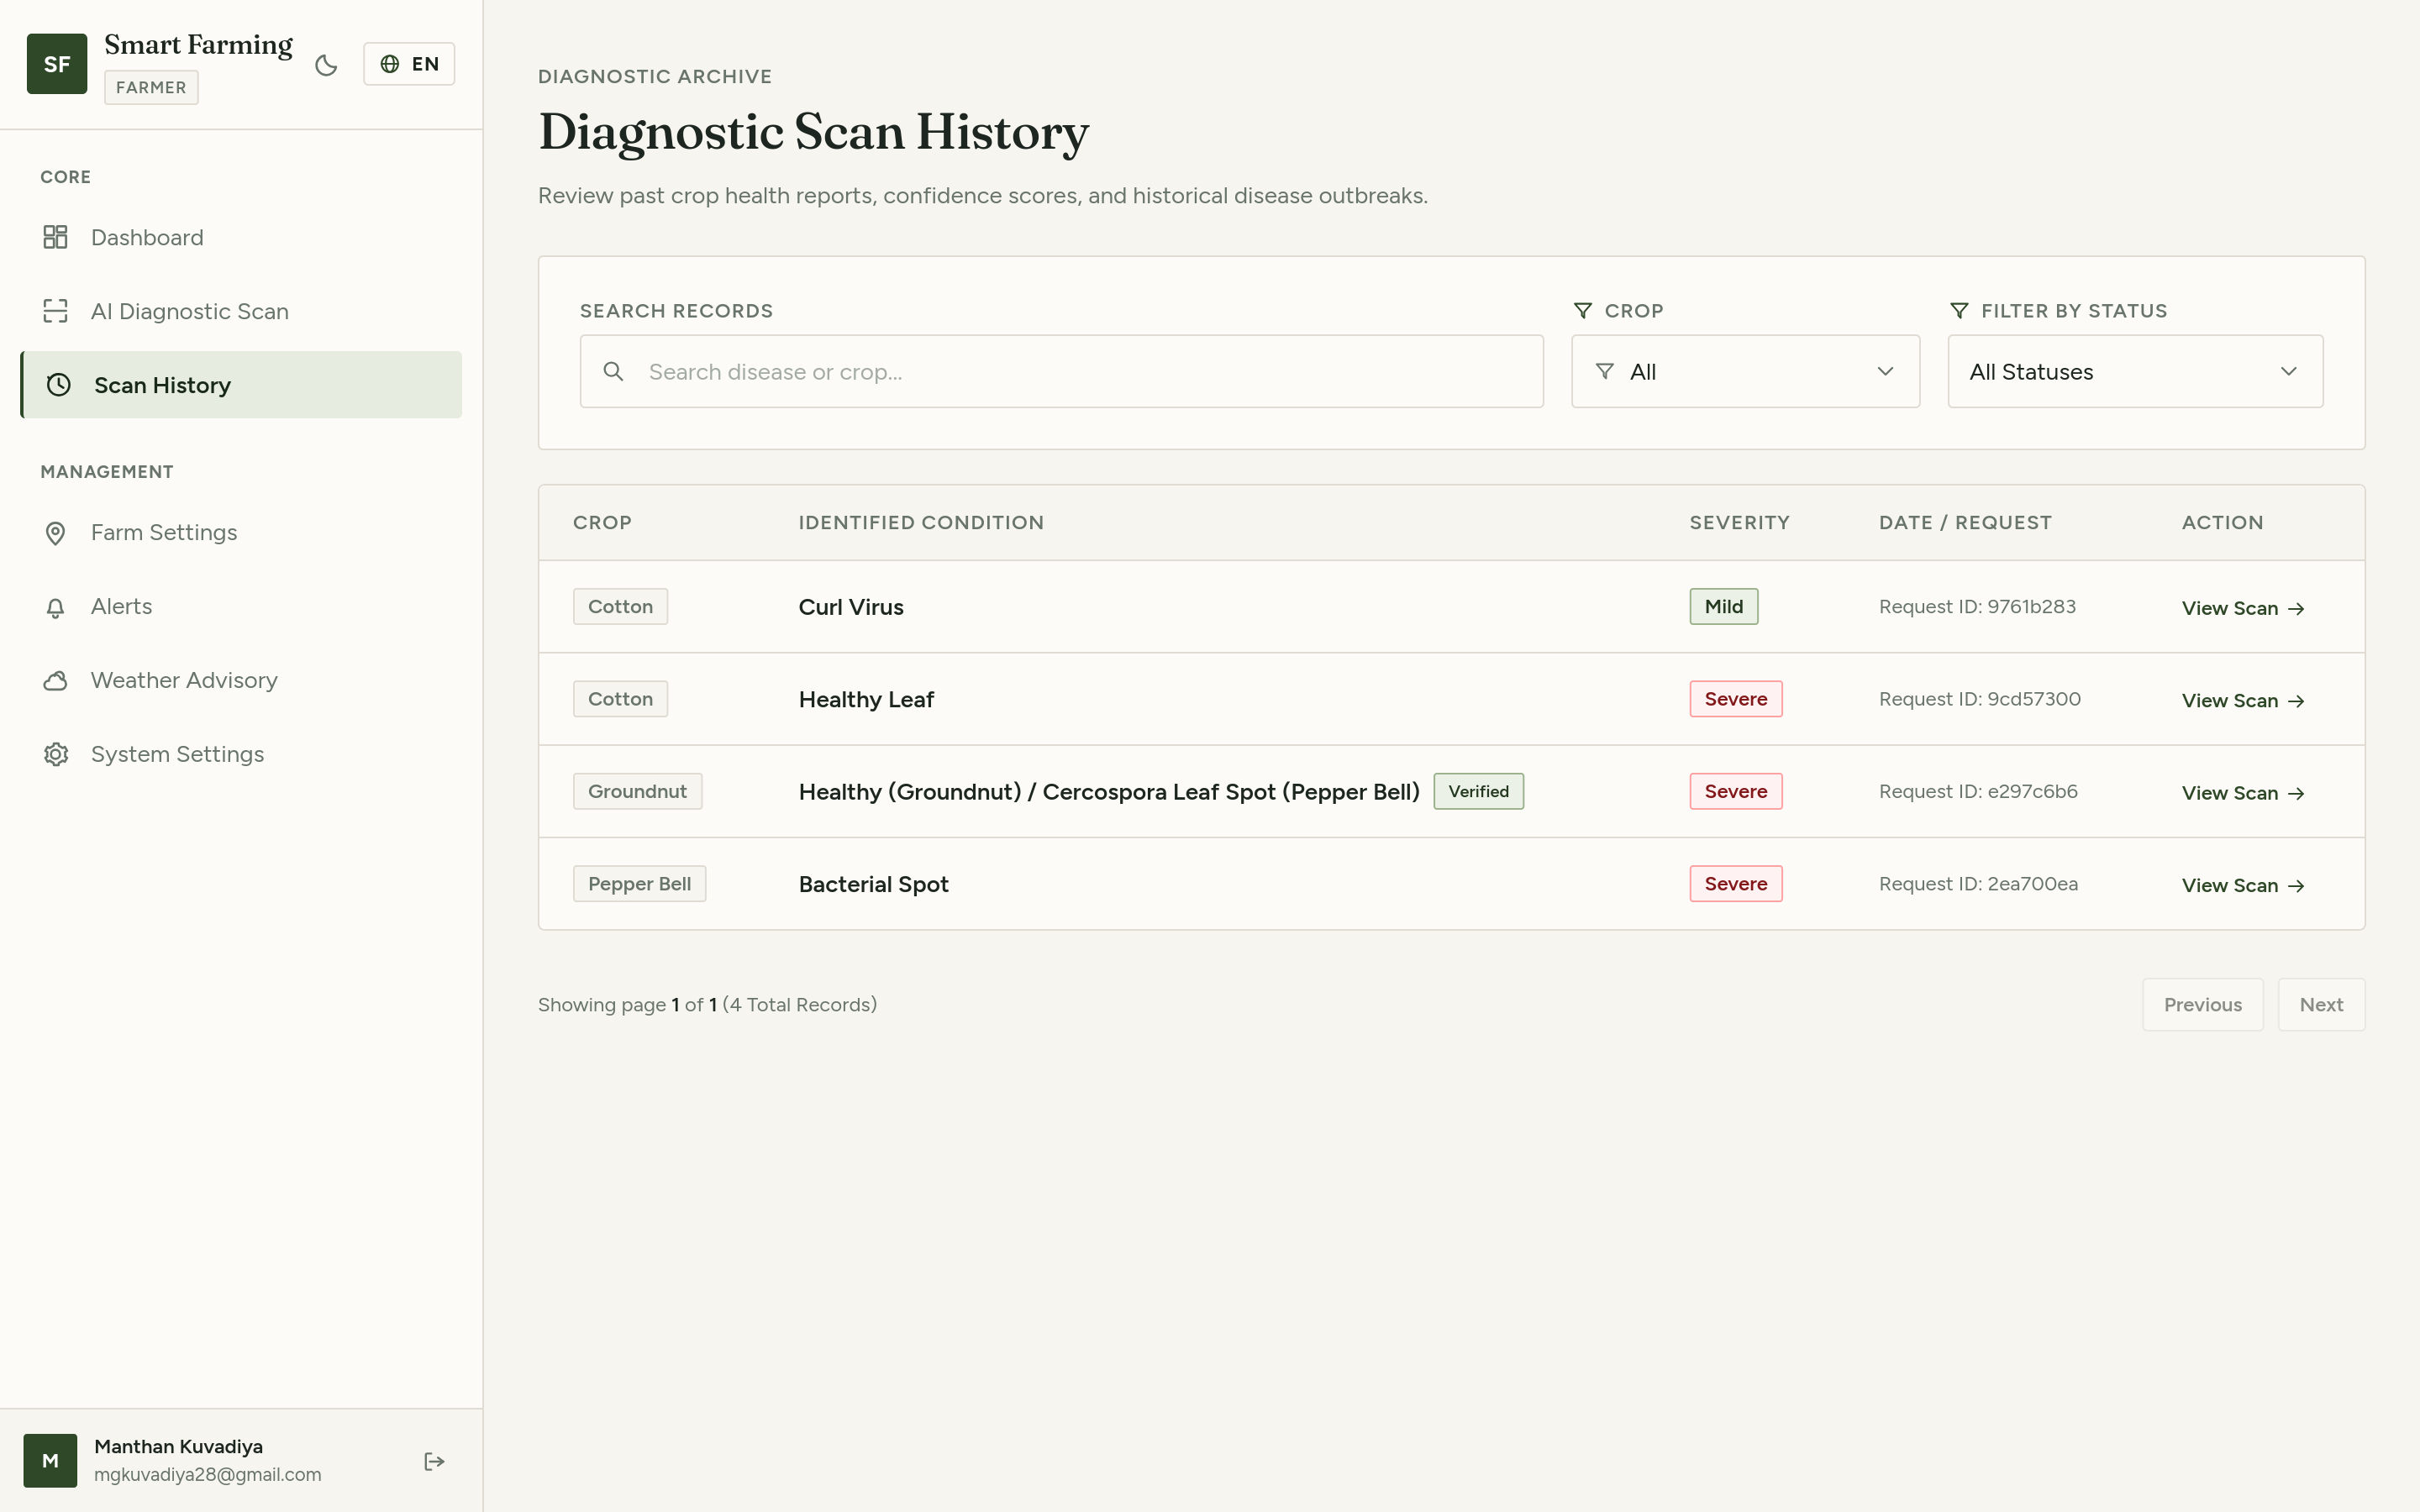 SF
Smart Farming
FARMER
EN
CORE
Dashboard
AI Diagnostic Scan
Scan History
MANAGEMENT
Farm Settings
Alerts
Weather Advisory
System Settings
M
Manthan Kuvadiya
mgkuvadiya28@gmail.com
DIAGNOSTIC ARCHIVE
Diagnostic Scan History
Review past crop health reports, confidence scores, and historical disease outbreaks.
SEARCH RECORDS
Search disease or crop...
CROP
All
FILTER BY STATUS
All Statuses
CROP IDENTIFIED CONDITION SEVERITY DATE / REQUEST ACTION
Cotton Curl Virus Mild Request ID: 9761b283 View Scan →
Cotton Healthy Leaf Severe Request ID: 9cd57300 View Scan →
Groundnut Healthy (Groundnut) / Cercospora Leaf Spot (Pepper Bell) Verified Severe Request ID: e297c6b6 View Scan →
Pepper Bell Bacterial Spot Severe Request ID: 2ea700ea View Scan →
Showing page 1 of 1 (4 Total Records)
Previous Next